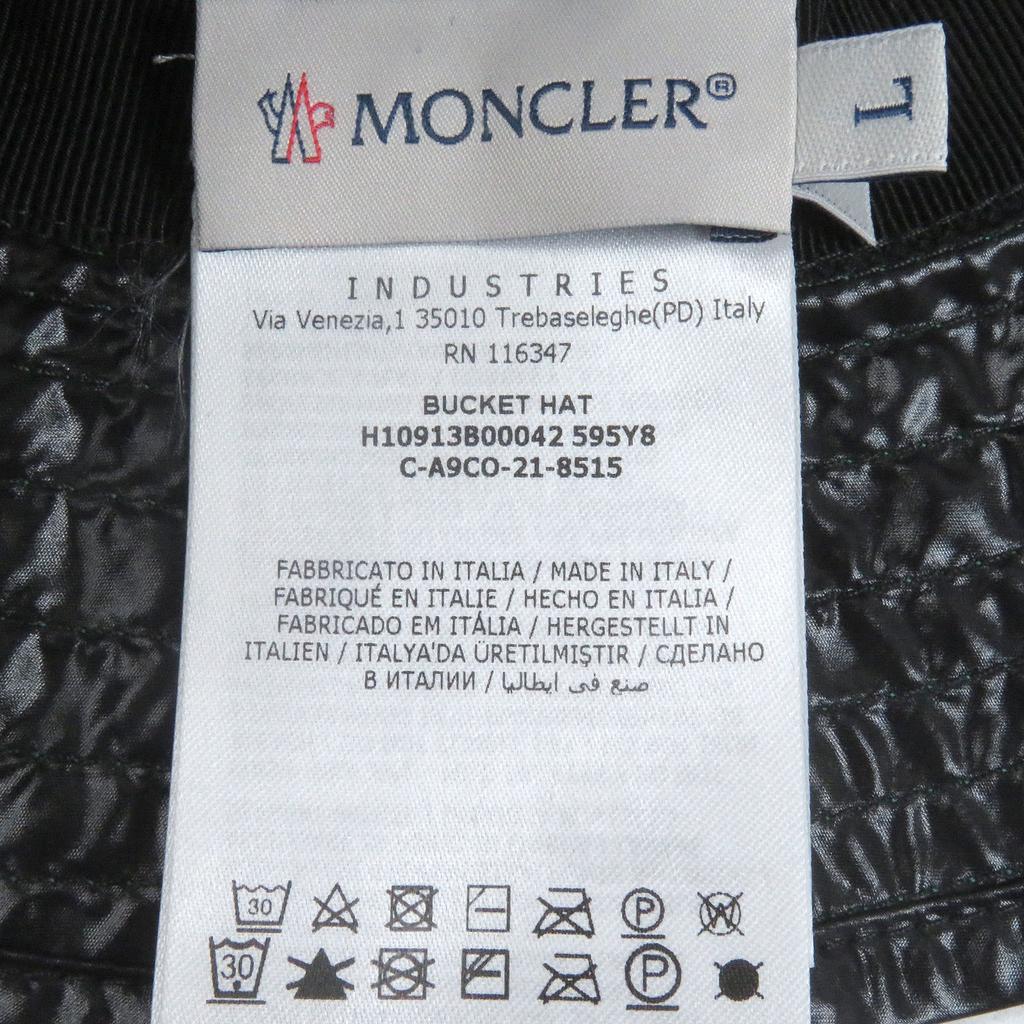 MONCLER®
L
INDUSTRIES
Via Venezia,1 35010 Trebaseleghe(PD) Italy
RN 116347
BUCKET HAT
H10913B00042 595Y8
C-A9CO-21-8515
FABBRICATO IN ITALIA / MADE IN ITALY /
FABRIQUÉ EN ITALIE / HECHO EN ITALIA /
FABRICADO EM ITÁLIA / HERGESTELLT IN
ITALIEN / ITALYA'DA ÜRETILMIŞTIR / СДЕЛАНО
В ИТАЛИИ / صنع في ايطاليا
30 P W
30 P